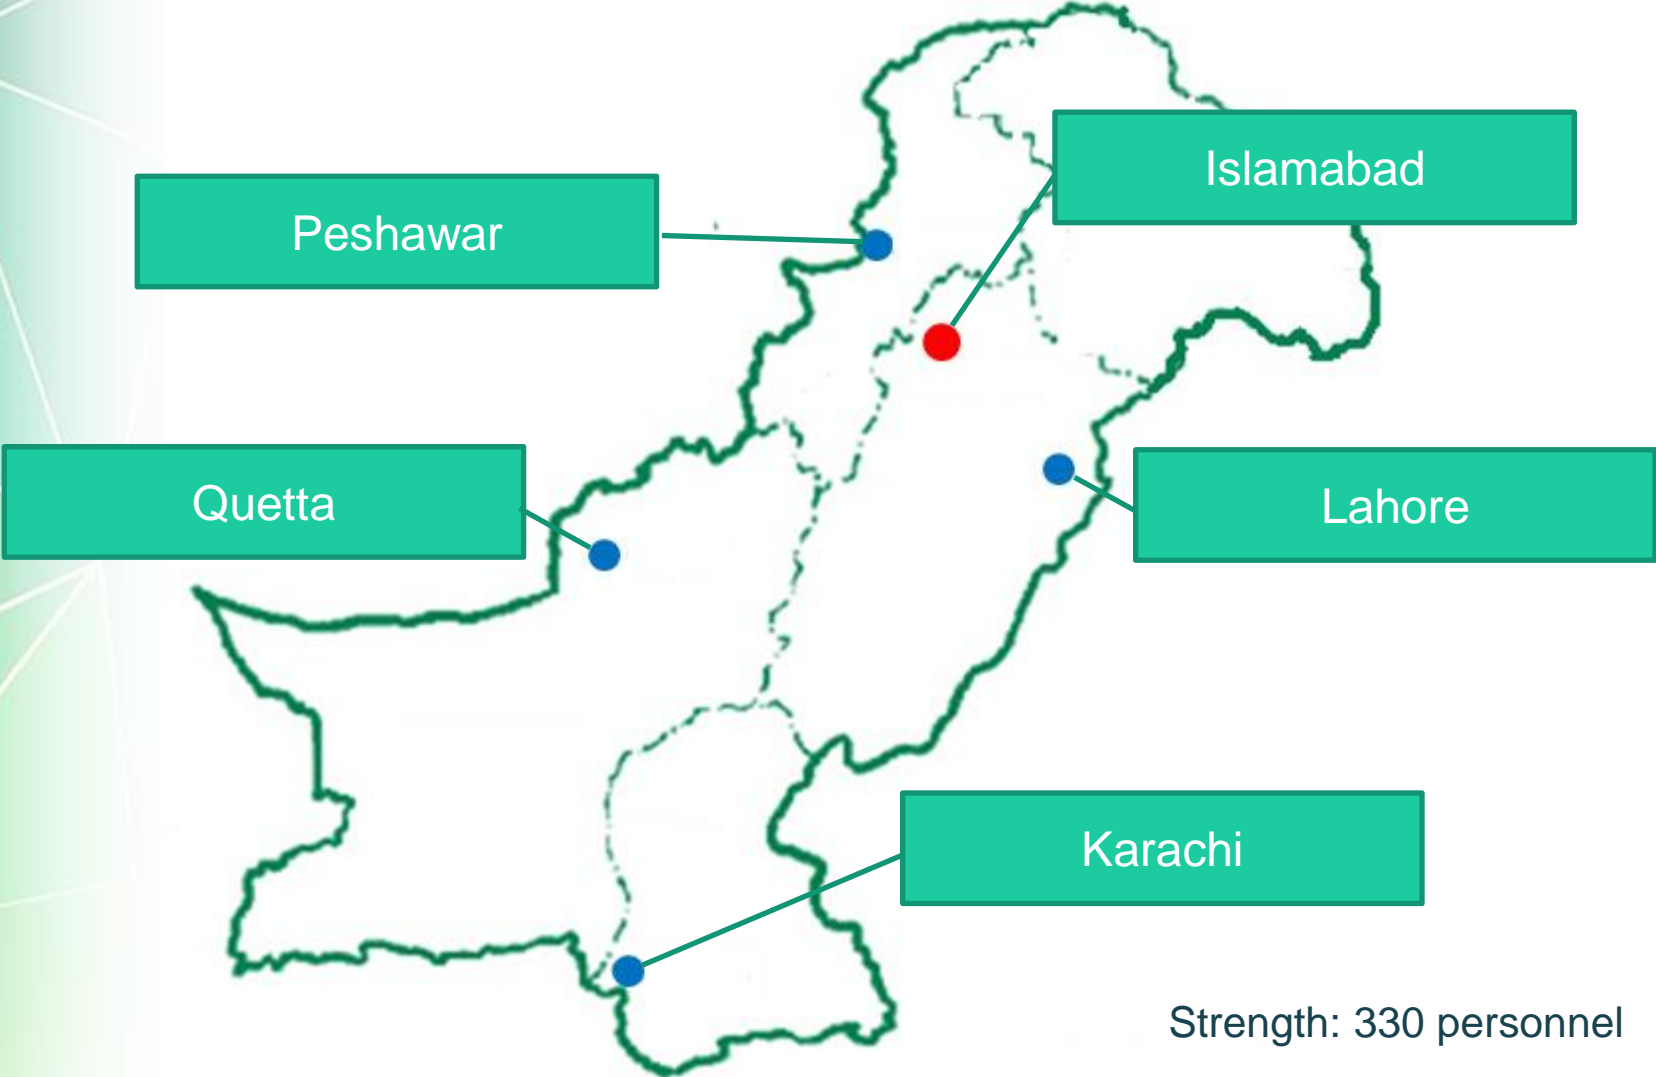 Islamabad
Peshawar
Quetta
Lahore
Karachi
Strength: 330 personnel